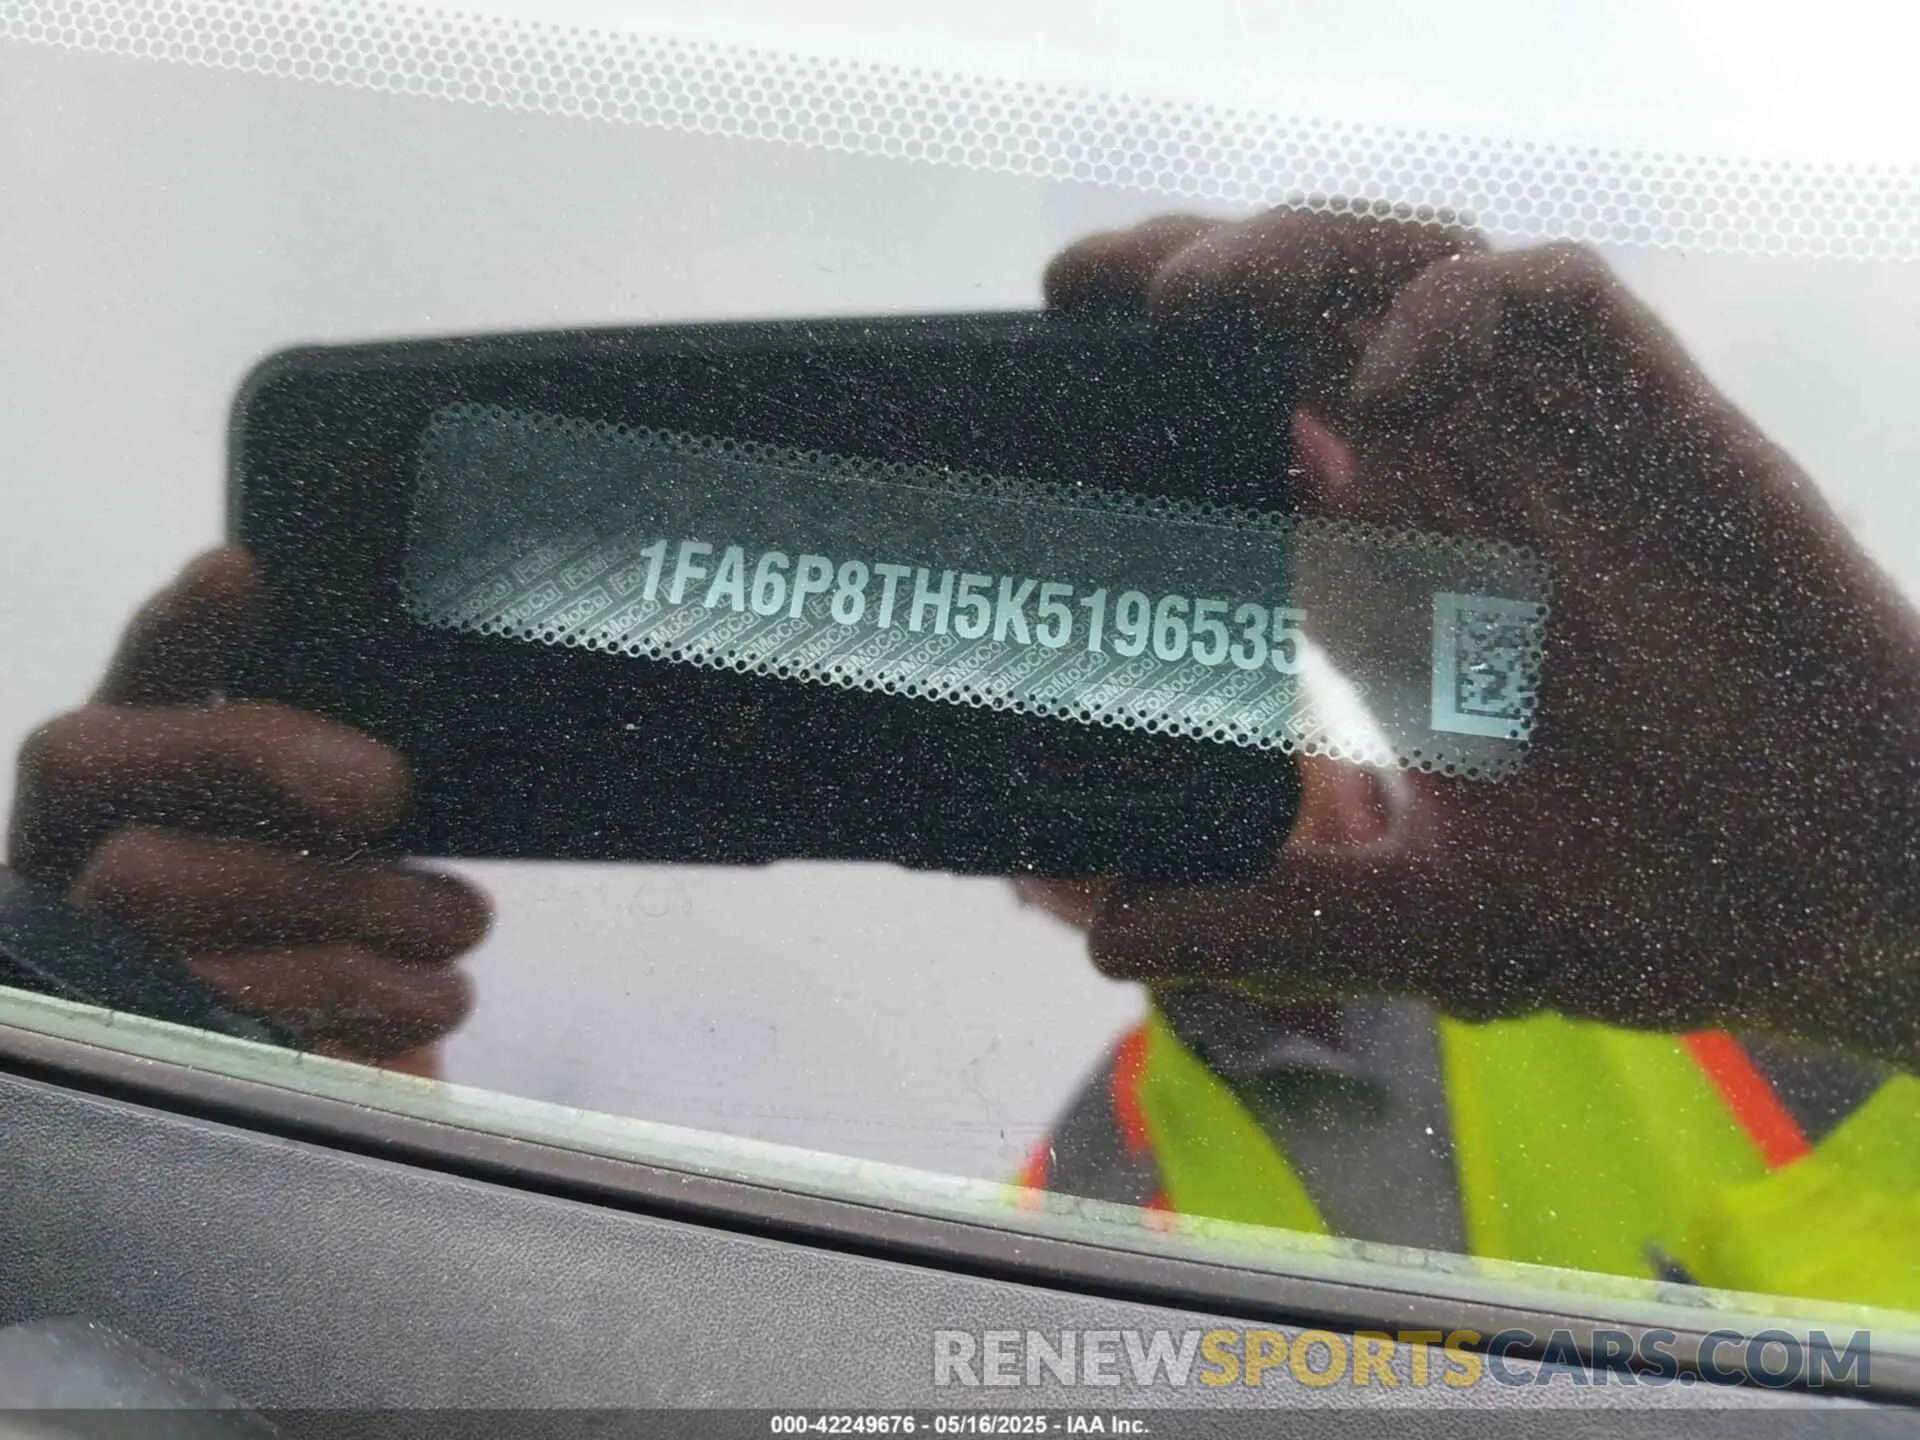 1FA6P8TH5K5196535
RENEWSPORTSCARS.COM
000-42249676 - 05/16/2025 - IAA Inc.